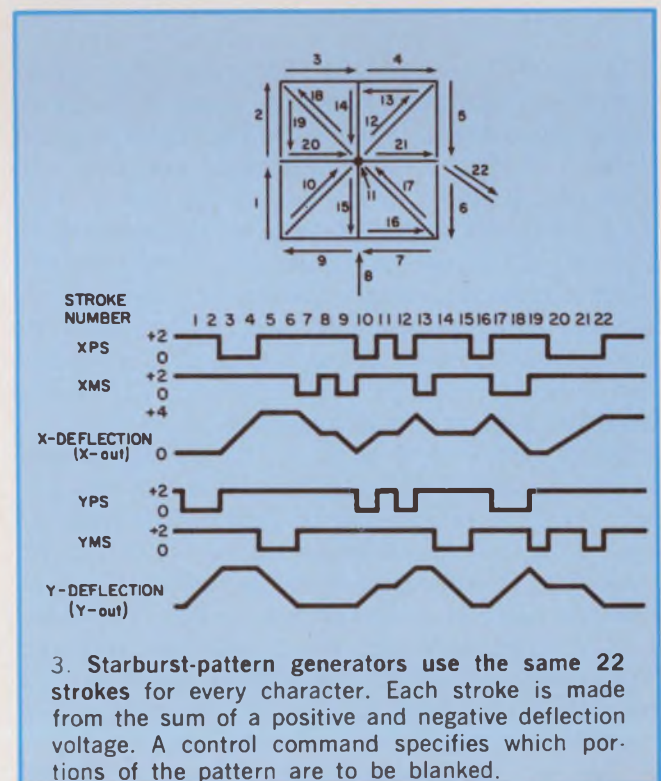 3 4
18 14 13
2 19 12 5
20 21
22
10 17
1 15 11 6
16
9 7
8
STROKE
NUMBER 1 2 3 4 5 6 7 8 9 10 11 12 13 14 15 16 17 18 19 20 21 22
XPS +2
0
XMS +2
0
X-DEFLECTION +4
(X-out) 0
YPS +2
0
YMS +2
0
Y-DEFLECTION
(Y-out)
3. Starburst-pattern generators use the same 22
strokes for every character. Each stroke is made
from the sum of a positive and negative deflection
voltage. A control command specifies which por-
tions of the pattern are to be blanked.